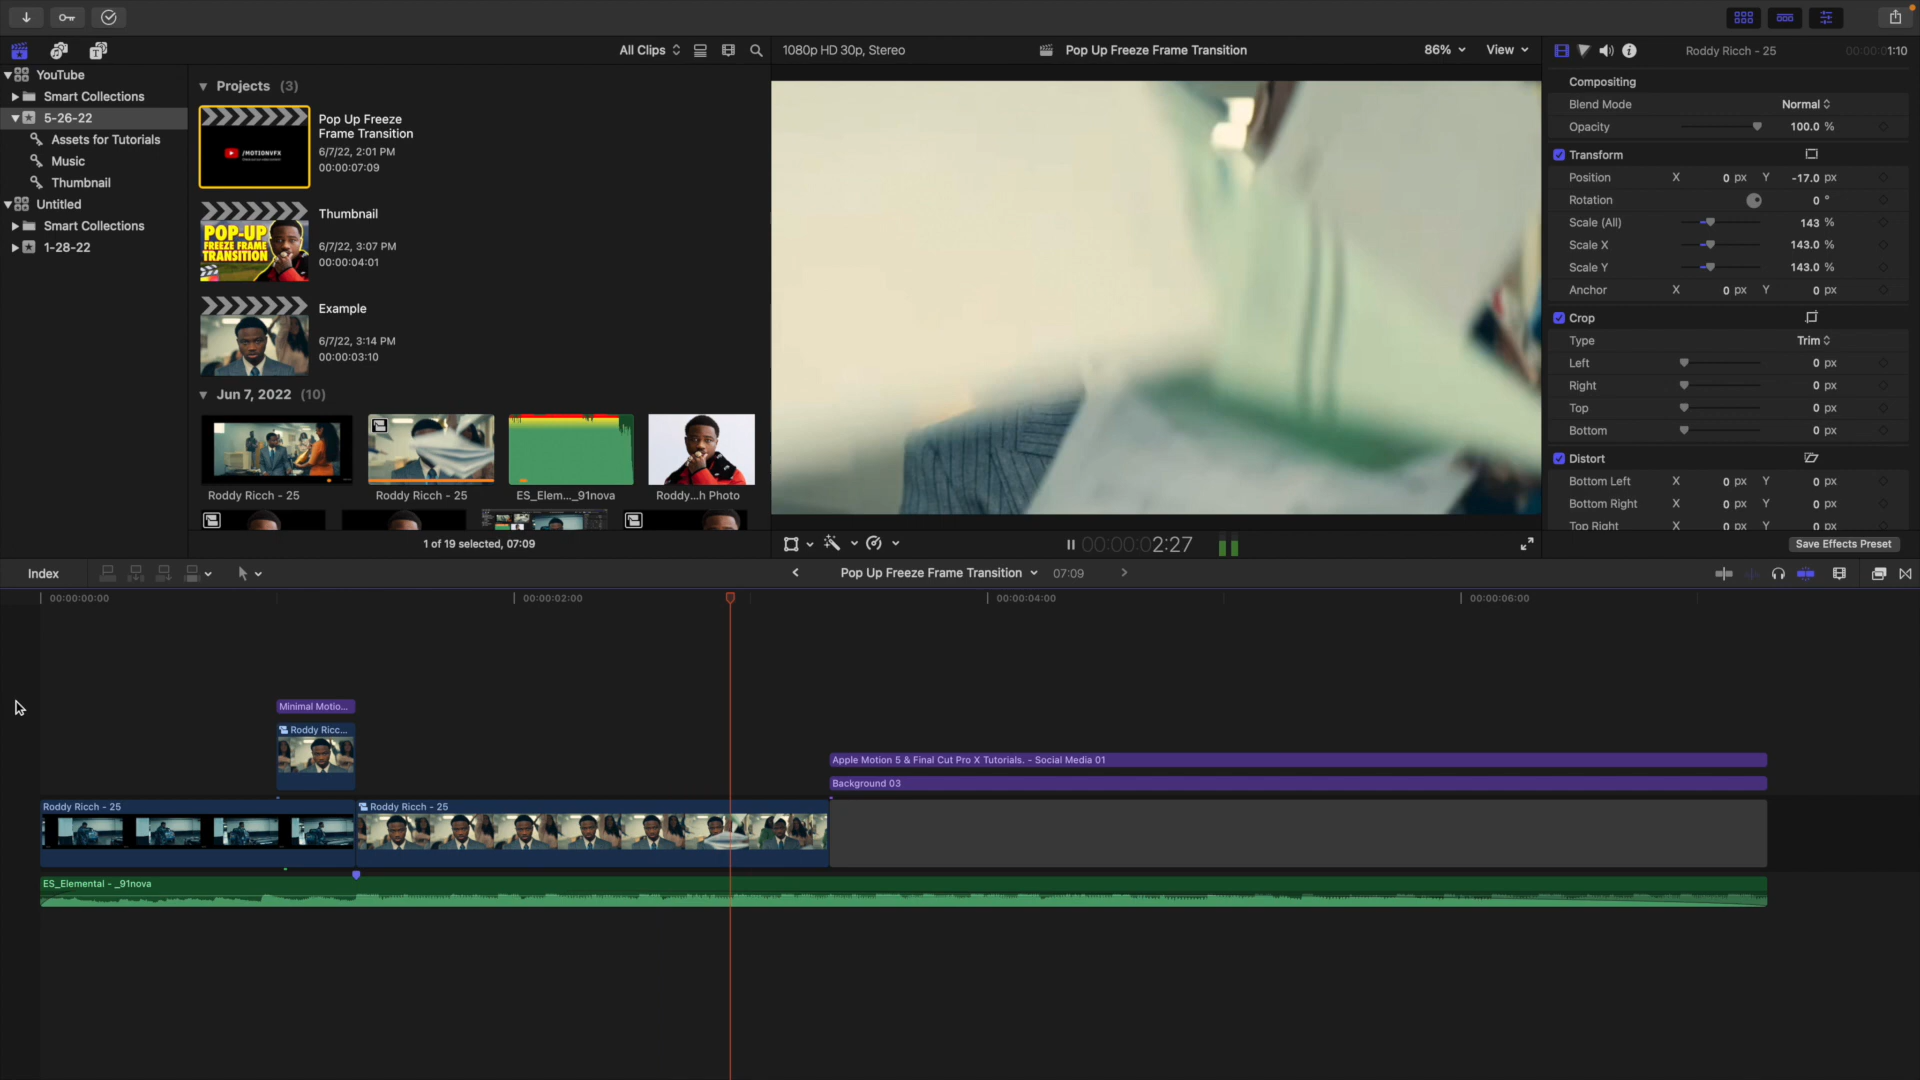 All Clips
1080p HD 30p, Stereo
Pop Up Freeze Frame Transition
86%
View
Roddy Ricch - 25
00:00:01:10
YouTube
Smart Collections
5-26-22
Assets for Tutorials
Music
Thumbnail
Untitled
Smart Collections
1-28-22
Projects (3)
/MOTIONVFX
Pop Up Freeze
Frame Transition
6/7/22, 2:01 PM
00:00:07:09
POP-UP
FREEZE FRAME
TRANSITION
Thumbnail
6/7/22, 3:07 PM
00:00:04:01
Example
6/7/22, 3:14 PM
00:00:03:10
Jun 7, 2022 (10)
Roddy Ricch - 25
Roddy Ricch - 25
ES_Elem..._91nova
Roddy...h Photo
1 of 19 selected, 07:09
Compositing
Blend Mode Normal
Opacity 100.0 %
Transform
Position X 0 px Y -17.0 px
Rotation 0 °
Scale (All) 143 %
Scale X 143.0 %
Scale Y 143.0 %
Anchor X 0 px Y 0 px
Crop
Type Trim
Left 0 px
Right 0 px
Top 0 px
Bottom 0 px
Distort
Bottom Left X 0 px Y 0 px
Bottom Right X 0 px Y 0 px
Top Right X 0 px Y 0 px
Save Effects Preset
00:00:02:27
Index
Pop Up Freeze Frame Transition
07:09
00:00:00:00
00:00:02:00
00:00:04:00
00:00:06:00
Minimal Motio...
Roddy Ricc...
Apple Motion 5 & Final Cut Pro X Tutorials. - Social Media 01
Background 03
Roddy Ricch - 25
Roddy Ricch - 25
ES_Elemental - _91nova